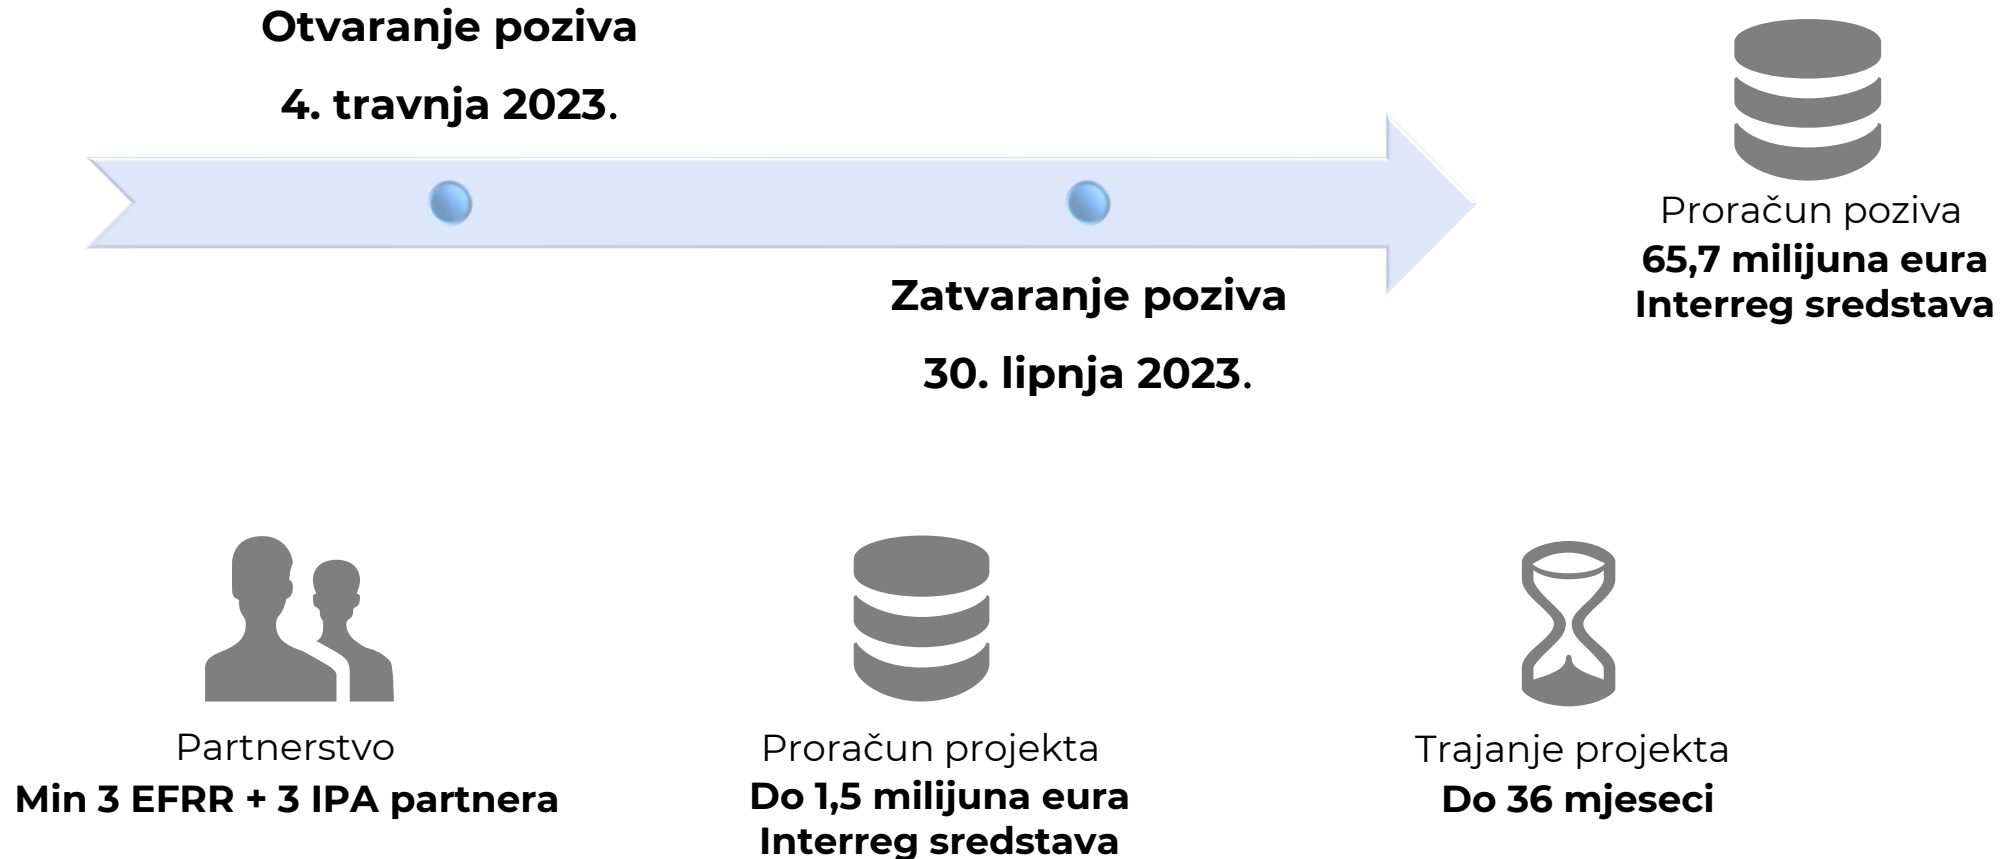 Otvaranje poziva
4. travnja 2023.
Zatvaranje poziva
30. lipnja 2023.
Proračun poziva
65,7 milijuna eura
Interreg sredstava
Partnerstvo
Min 3 EFRR + 3 IPA partnera
Proračun projekta
Do 1,5 milijuna eura
Interreg sredstava
Trajanje projekta
Do 36 mjeseci